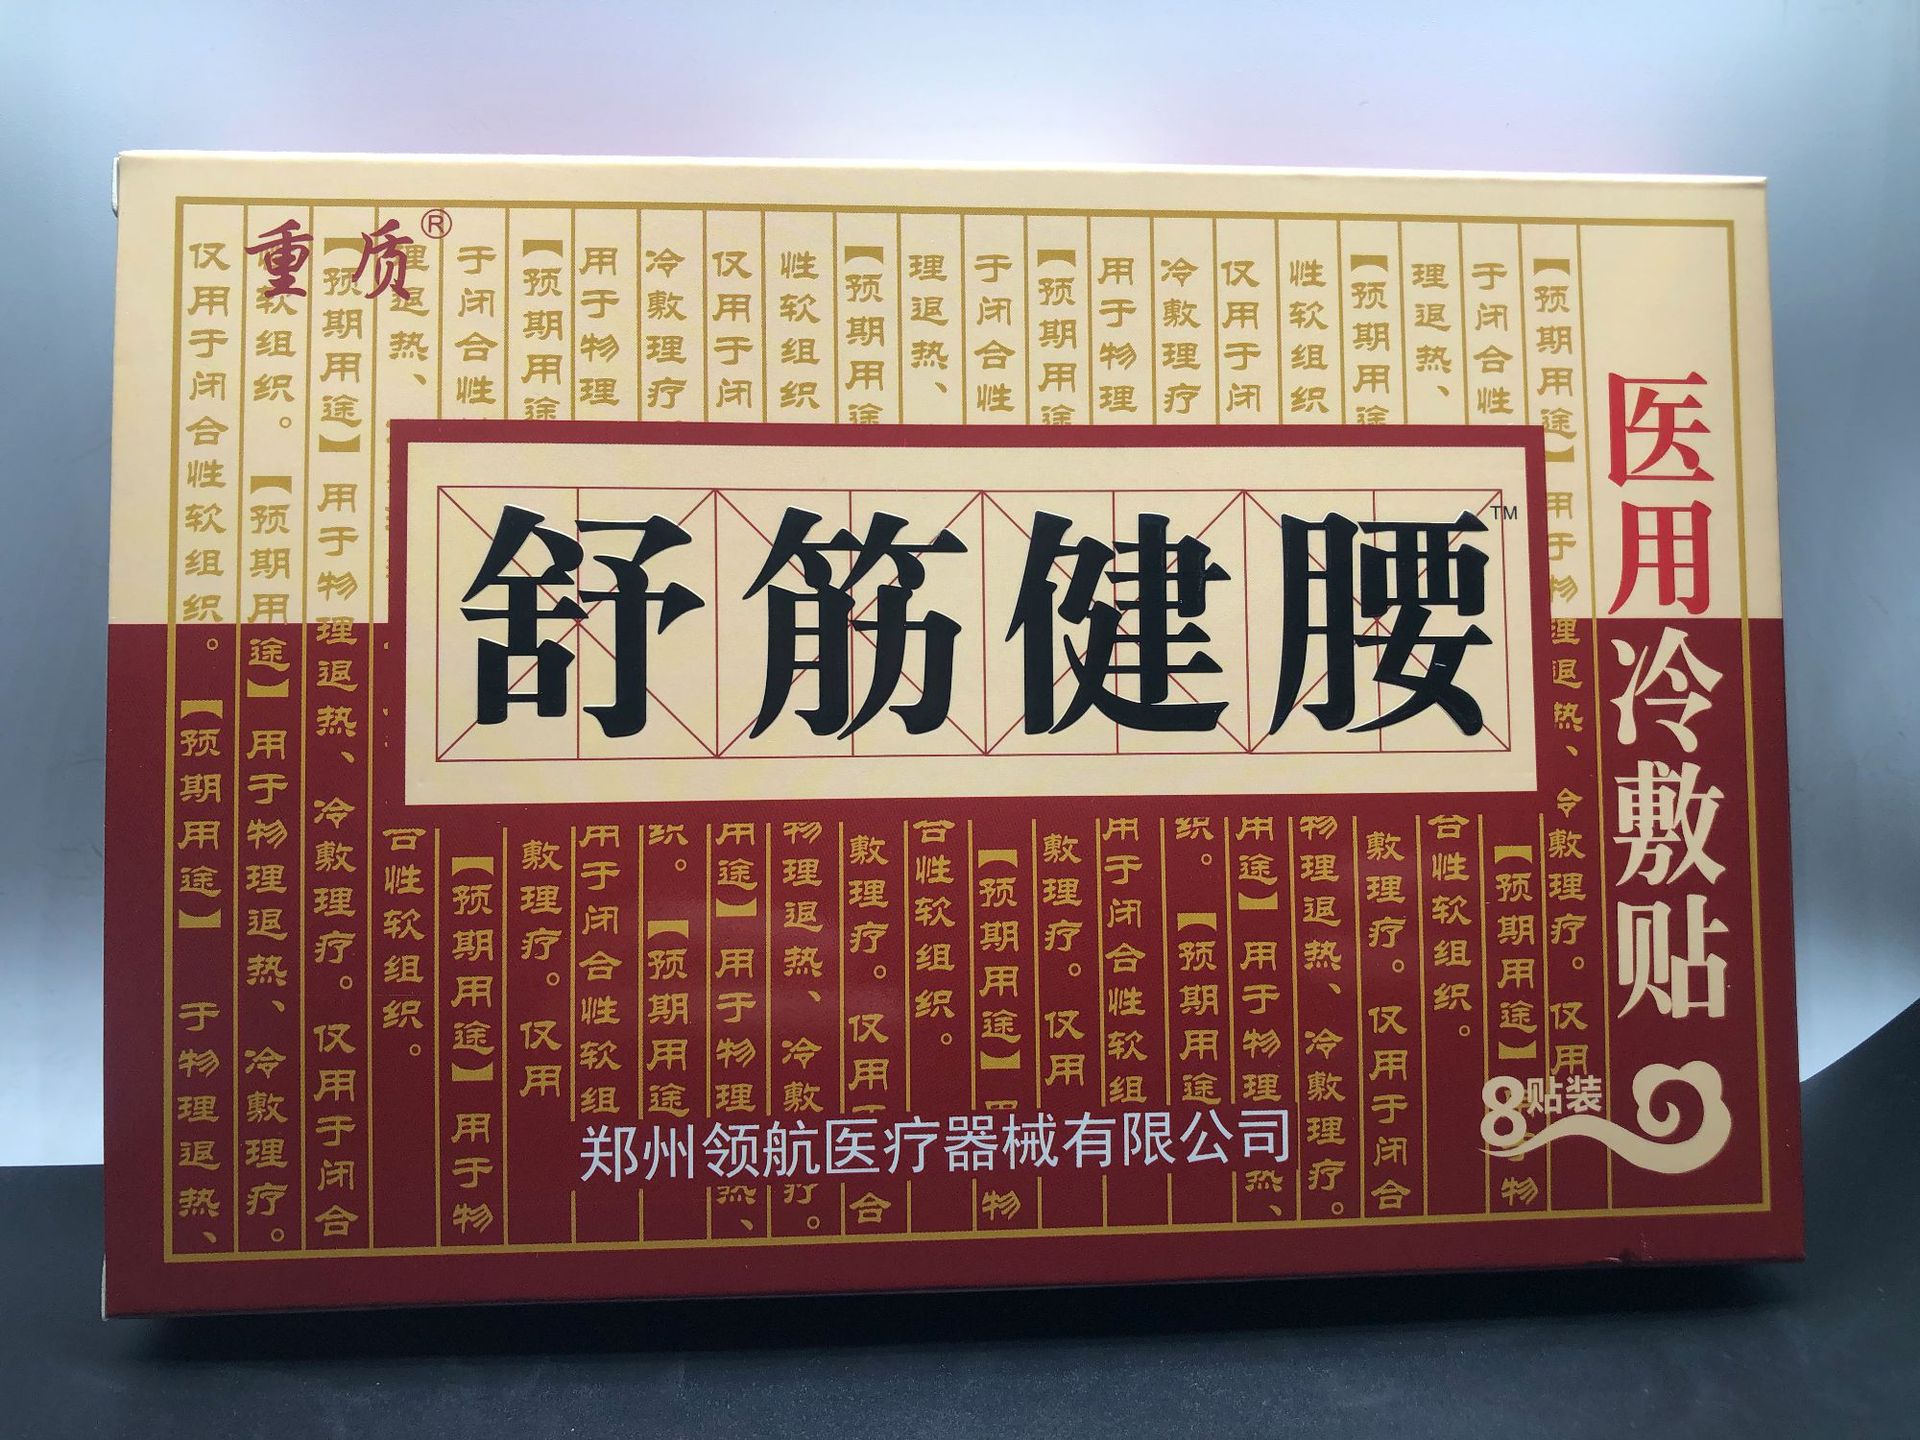 重质®
舒筋健腰™
医用冷敷贴
8贴装
郑州领航医疗器械有限公司
【预期用途】用于物理退热、冷敷理疗。仅用于闭合性软组织。